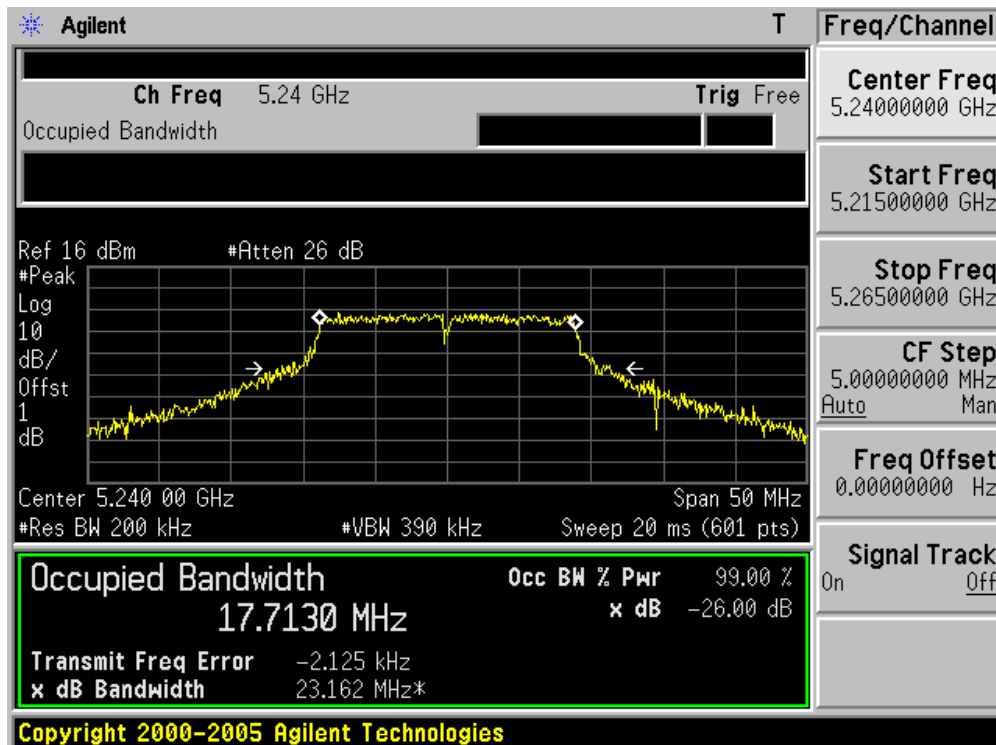 Agilent T
Freq/Channel
Ch Freq 5.24 GHz Trig Free
Occupied Bandwidth
Center Freq
5.24000000 GHz
Start Freq
5.21500000 GHz
Stop Freq
5.26500000 GHz
CF Step
5.00000000 MHz
Auto Man
Freq Offset
0.00000000 Hz
Signal Track
On Off
Ref 16 dBm #Atten 26 dB
#Peak
Log
10
dB/
Offst
1
dB
Center 5.240 00 GHz Span 50 MHz
#Res BW 200 kHz #VBW 390 kHz Sweep 20 ms (601 pts)
Occupied Bandwidth
17.7130 MHz
Occ BW % Pwr 99.00 %
x dB -26.00 dB
Transmit Freq Error -2.125 kHz
x dB Bandwidth 23.162 MHz*
Copyright 2000-2005 Agilent Technologies